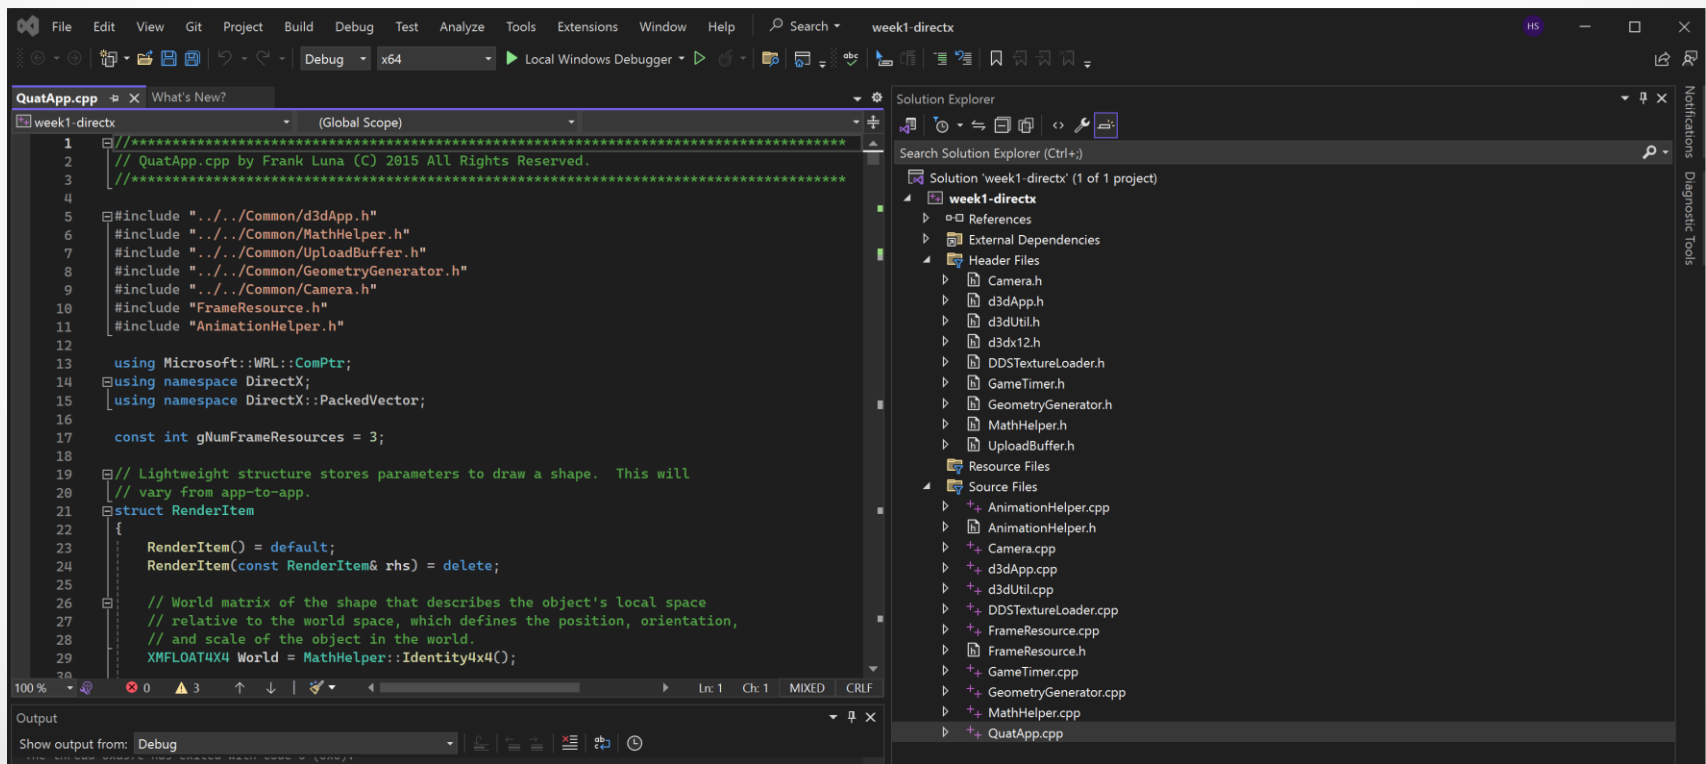 File Edit View Git Project Build Debug Test Analyze Tools Extensions Window Help Search week1-directx HS
Debug x64 Local Windows Debugger
QuatApp.cpp What's New?
week1-directx (Global Scope)
1 //****************************************************************************************
2 // QuatApp.cpp by Frank Luna (C) 2015 All Rights Reserved.
3 //****************************************************************************************
4
5 #include "../../Common/d3dApp.h"
6 #include "../../Common/MathHelper.h"
7 #include "../../Common/UploadBuffer.h"
8 #include "../../Common/GeometryGenerator.h"
9 #include "../../Common/Camera.h"
10 #include "FrameResource.h"
11 #include "AnimationHelper.h"
12
13 using Microsoft::WRL::ComPtr;
14 using namespace DirectX;
15 using namespace DirectX::PackedVector;
16
17 const int gNumFrameResources = 3;
18
19 // Lightweight structure stores parameters to draw a shape.  This will
20 // vary from app-to-app.
21 struct RenderItem
22 {
23 RenderItem() = default;
24 RenderItem(const RenderItem& rhs) = delete;
25
26 // World matrix of the shape that describes the object's local space
27 // relative to the world space, which defines the position, orientation,
28 // and scale of the object in the world.
29 XMFLOAT4X4 World = MathHelper::Identity4x4();
30
100 % 0 3 Ln: 1 Ch: 1 MIXED CRLF
Output
Show output from: Debug
Solution Explorer
Search Solution Explorer (Ctrl+;)
Solution 'week1-directx' (1 of 1 project)
week1-directx
References
External Dependencies
Header Files
Camera.h
d3dApp.h
d3dUtil.h
d3dx12.h
DDSTextureLoader.h
GameTimer.h
GeometryGenerator.h
MathHelper.h
UploadBuffer.h
Resource Files
Source Files
AnimationHelper.cpp
AnimationHelper.h
Camera.cpp
d3dApp.cpp
d3dUtil.cpp
DDSTextureLoader.cpp
FrameResource.cpp
FrameResource.h
GameTimer.cpp
GeometryGenerator.cpp
MathHelper.cpp
QuatApp.cpp
Notifications
Diagnostic Tools